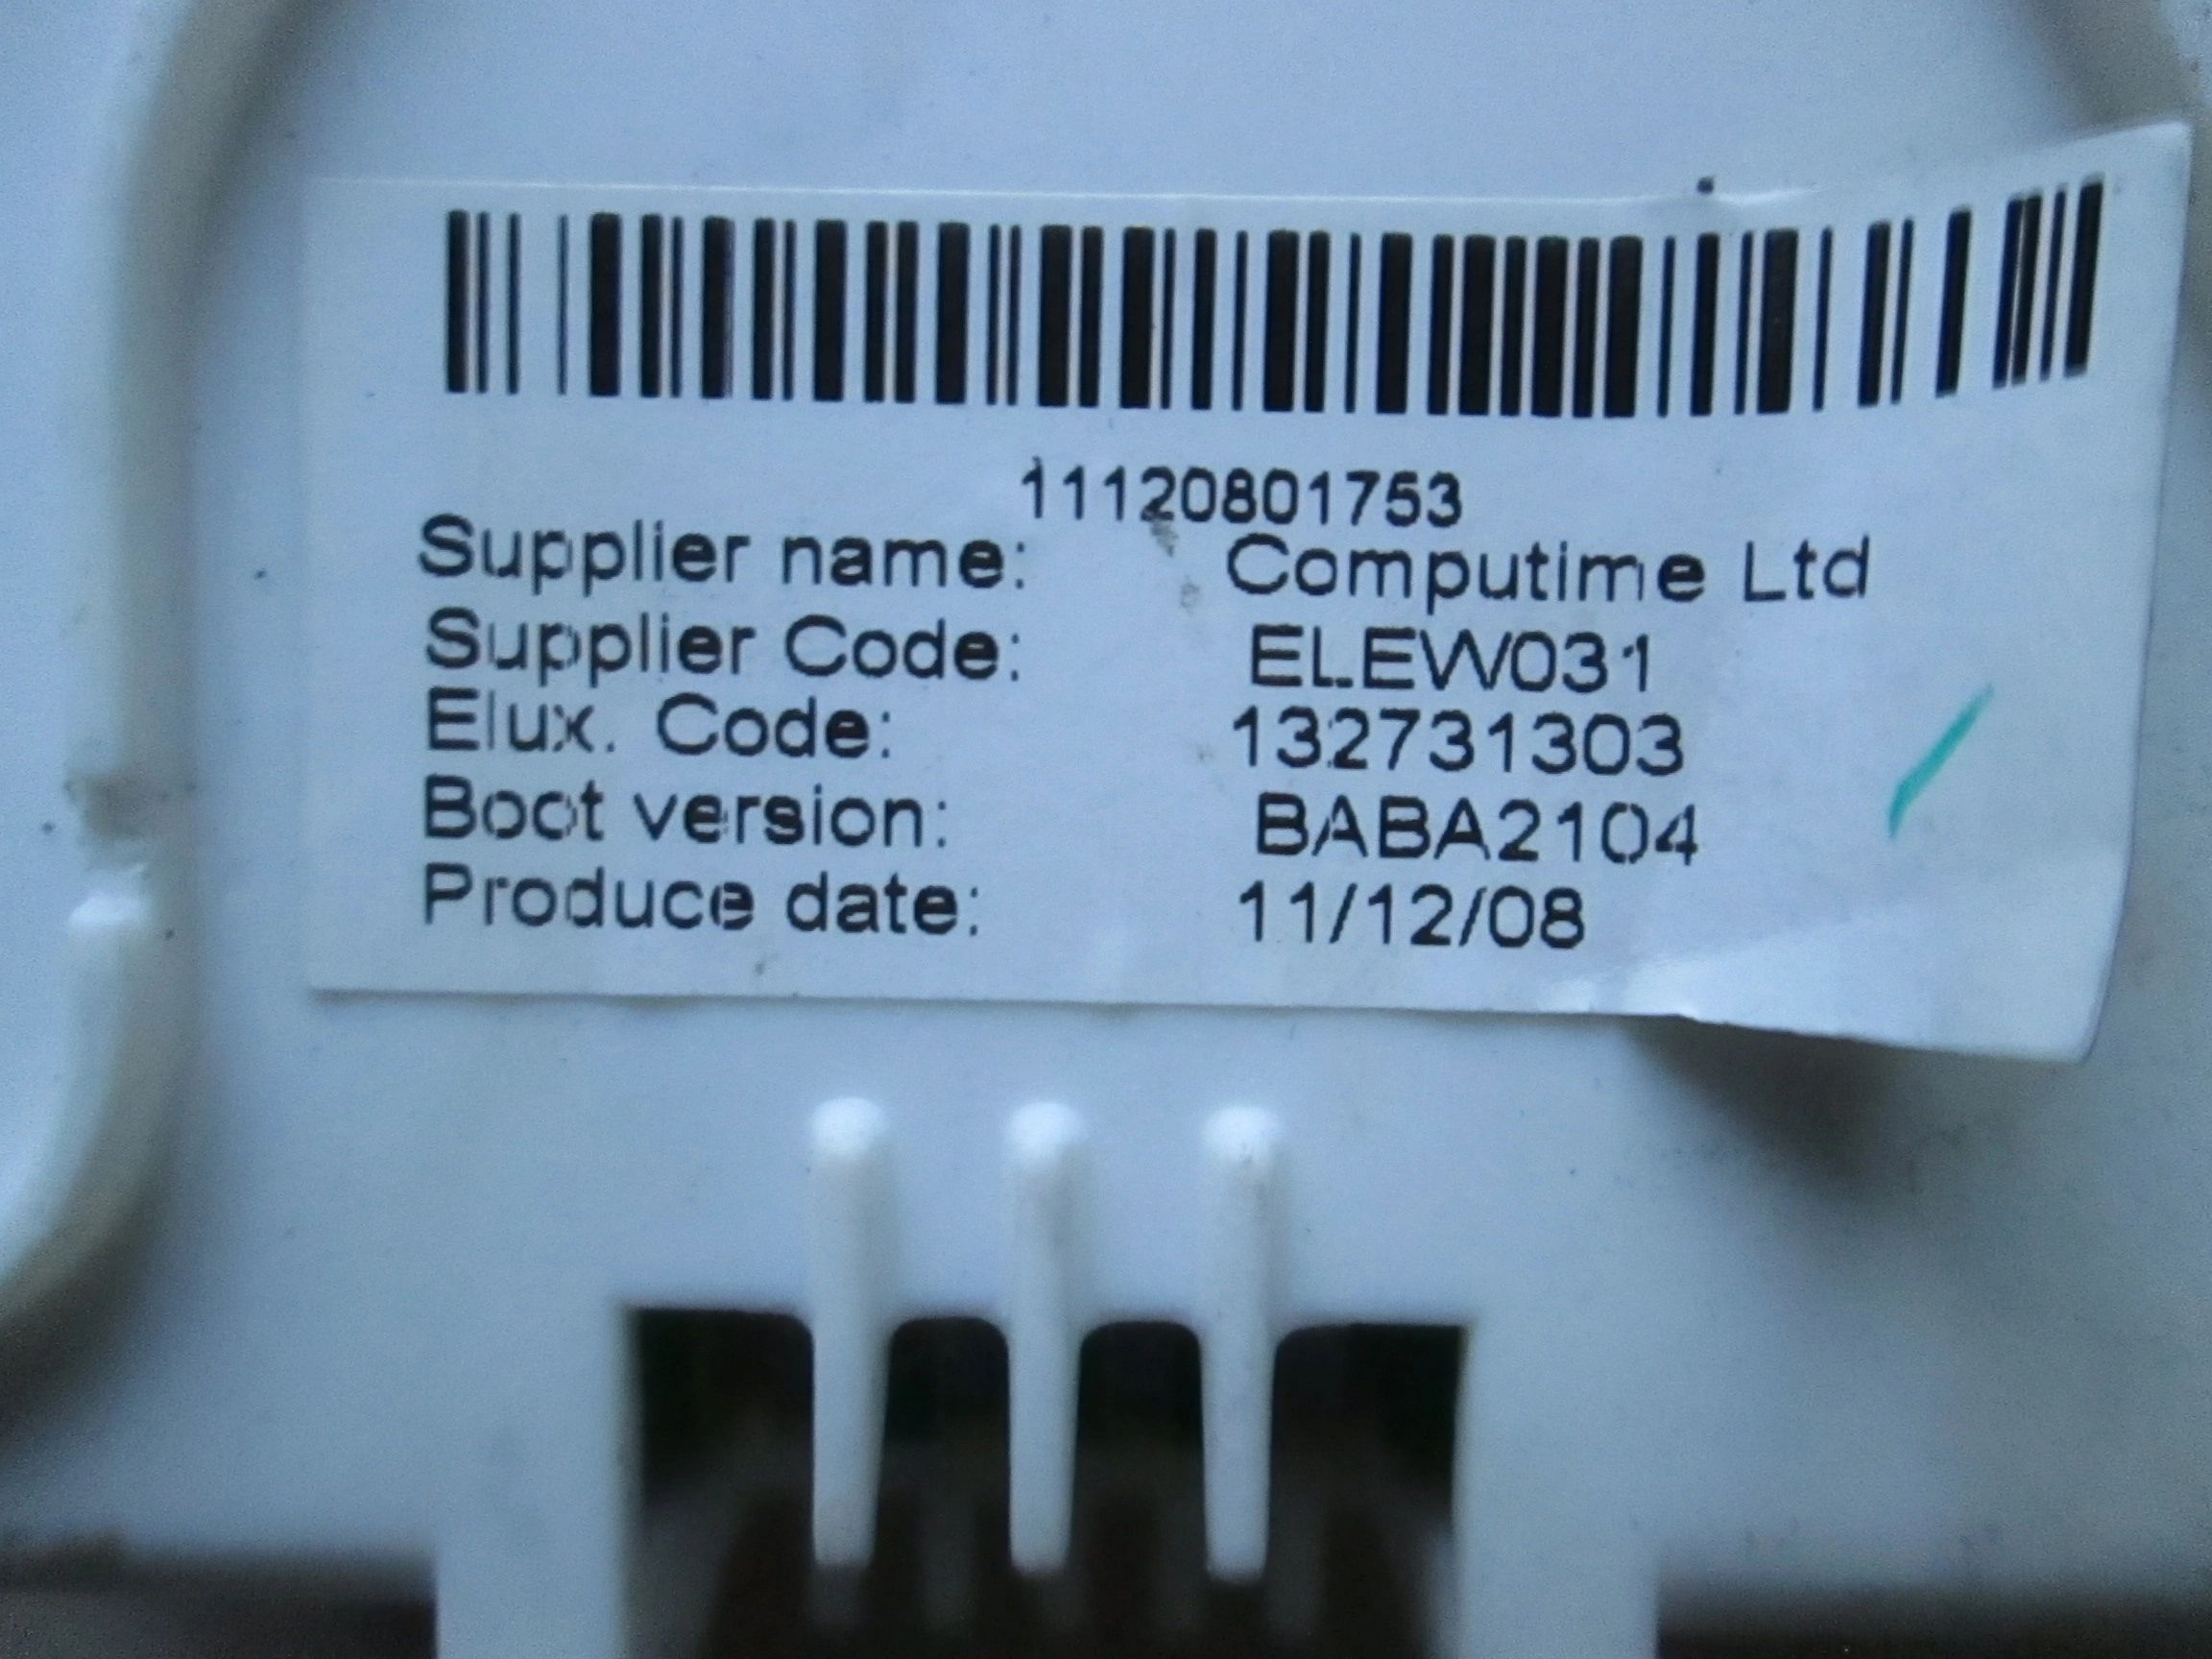 11120801753
Supplier name: Computime Ltd
Supplier Code: ELEW031
Elux. Code: 132731303
Boot version: BABA2104
Produce date: 11/12/08